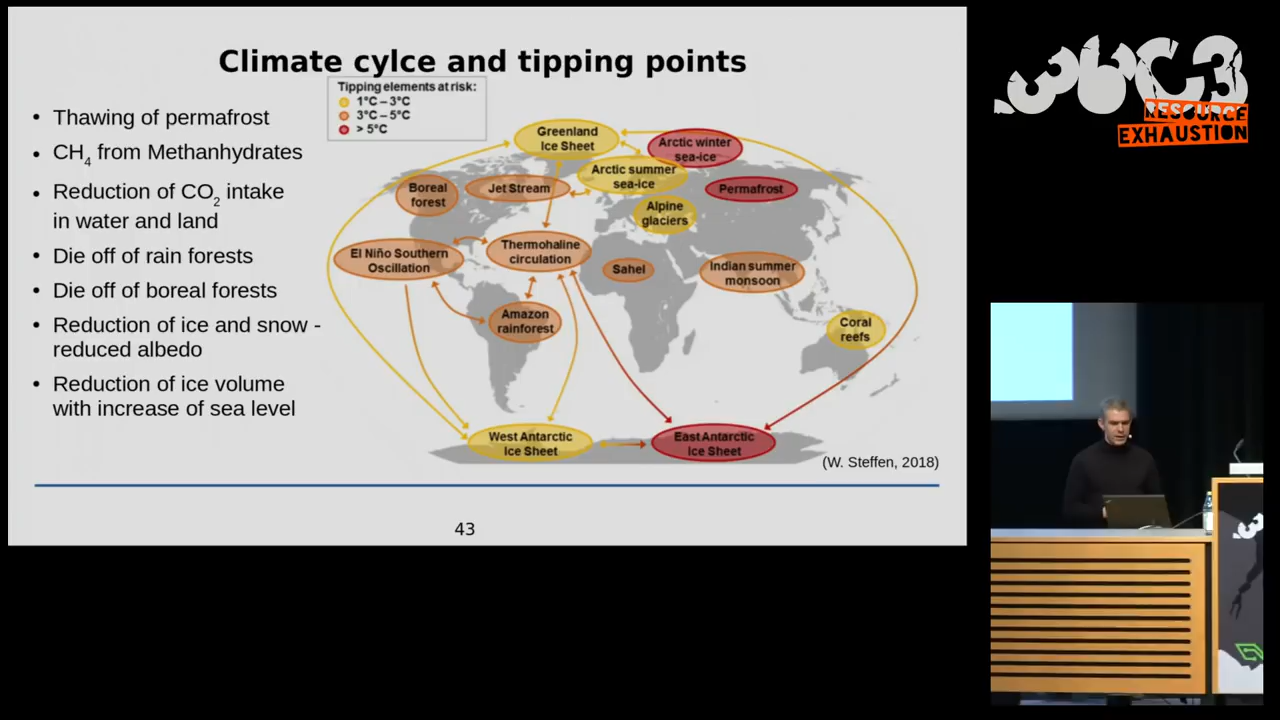 Climate cylce and tipping points
• Thawing of permafrost
• CH4 from Methanhydrates
• Reduction of CO2 intake
in water and land
• Die off of rain forests
• Die off of boreal forests
• Reduction of ice and snow -
reduced albedo
• Reduction of ice volume
with increase of sea level
Tipping elements at risk:
1°C – 3°C
3°C – 5°C
> 5°C
Greenland
Ice Sheet
Arctic winter
sea-ice
Arctic summer
sea-ice
Boreal
forest
Jet Stream
Permafrost
Alpine
glaciers
El Niño Southern
Oscillation
Thermohaline
circulation
Sahel
Indian summer
monsoon
Amazon
rainforest
Coral
reefs
West Antarctic
Ice Sheet
East Antarctic
Ice Sheet
(W. Steffen, 2018)
43
36C3
RESOURCE
EXHAUSTION